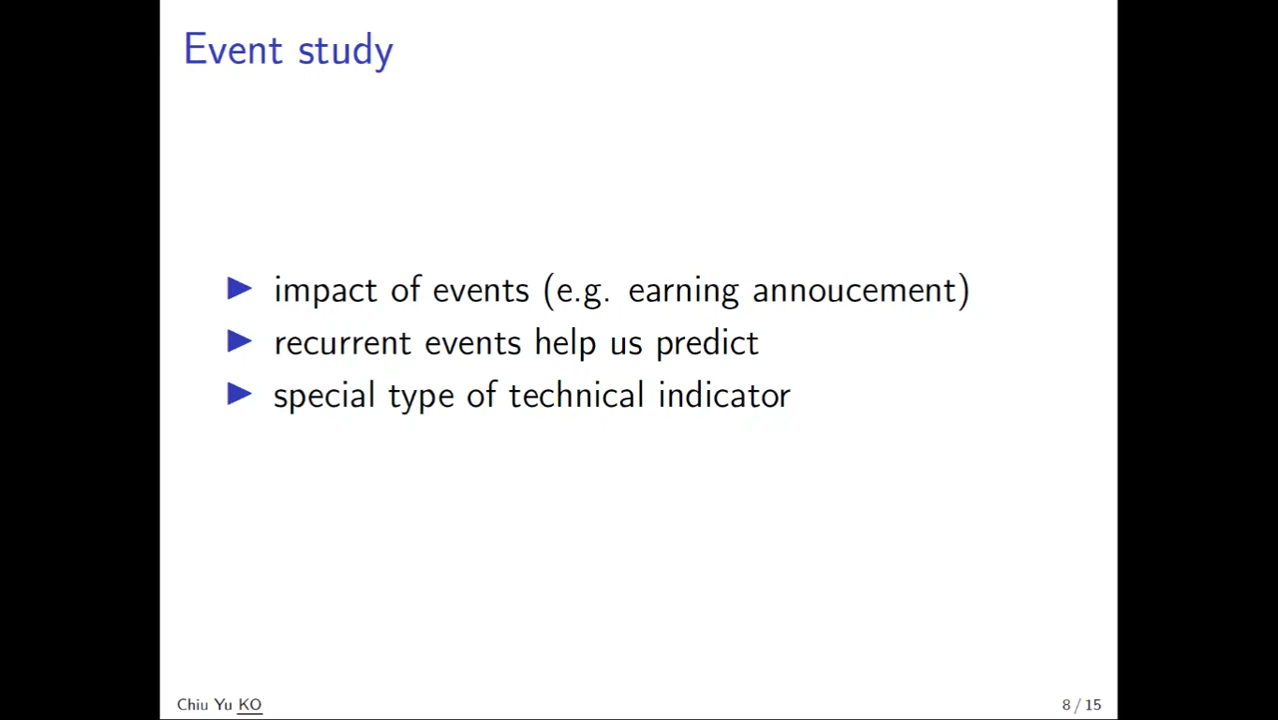 Event study
impact of events (e.g. earning annoucement)
recurrent events help us predict
special type of technical indicator
Chiu Yu KO
8 / 15